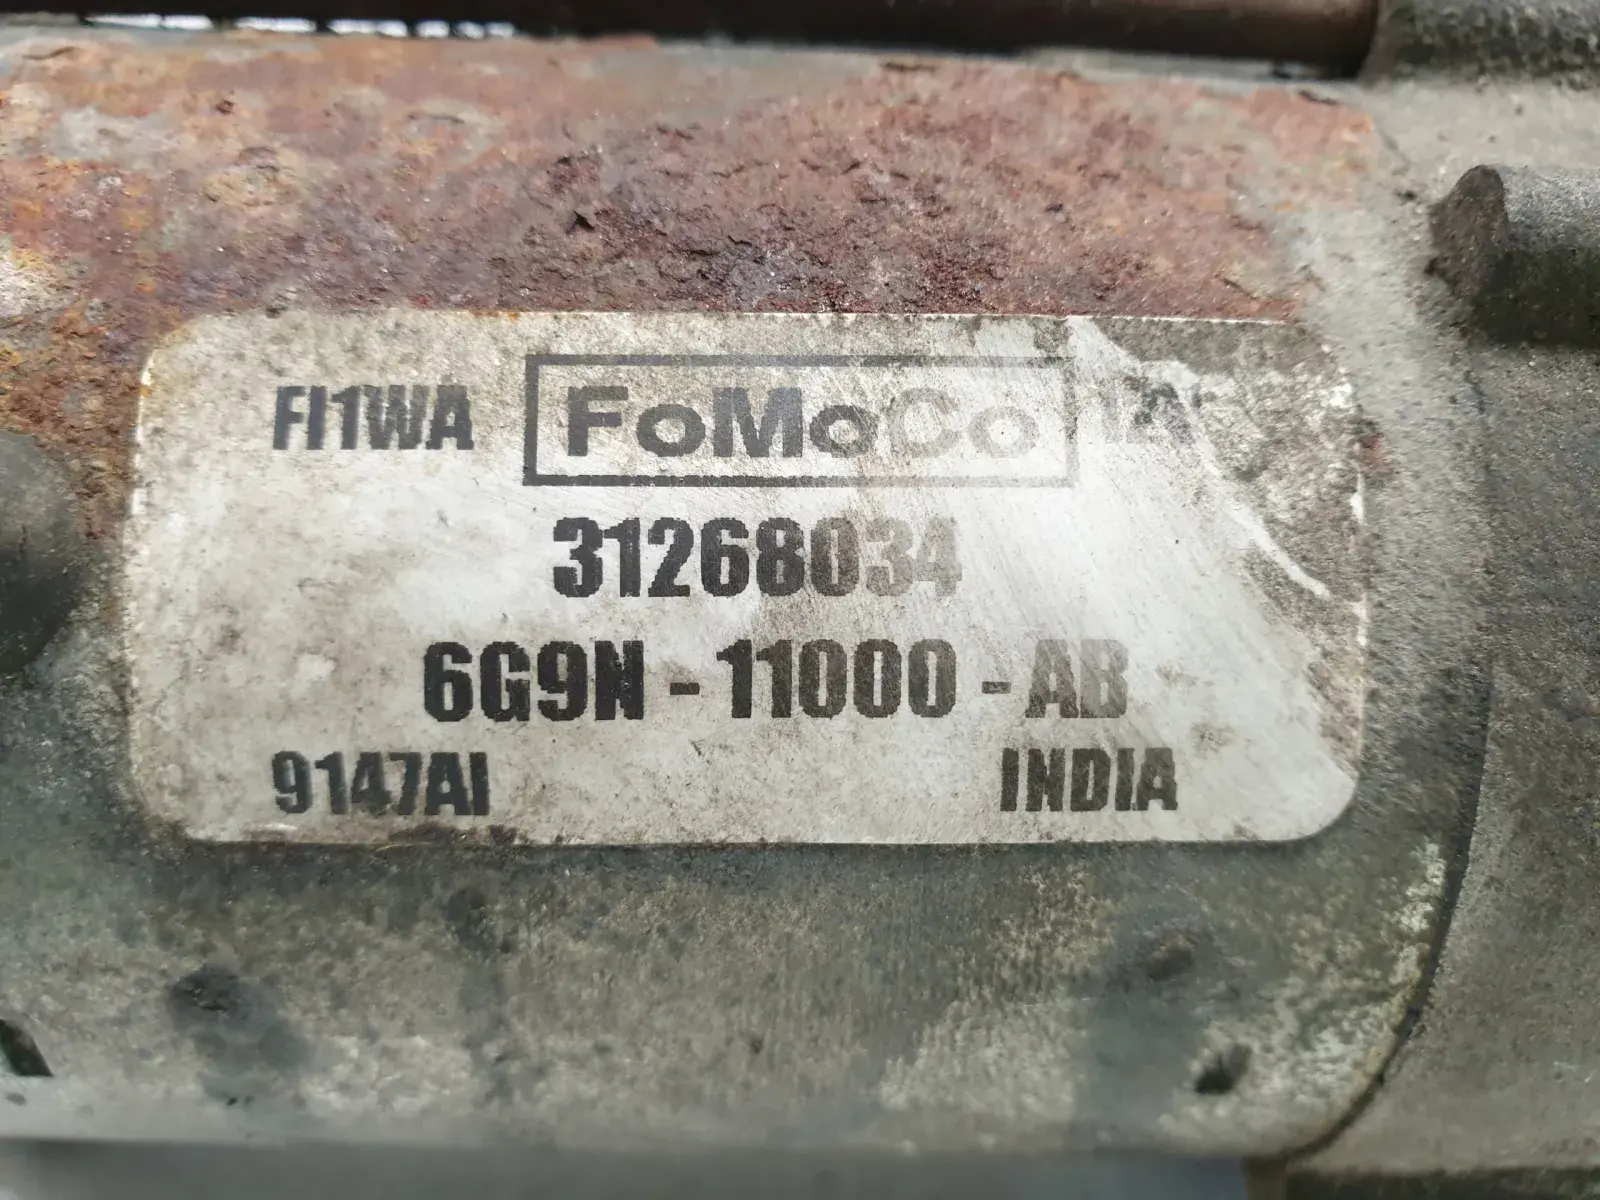 FI1WA FoMoCo
31268034
6G9N - 11000 - AB
9147AI INDIA